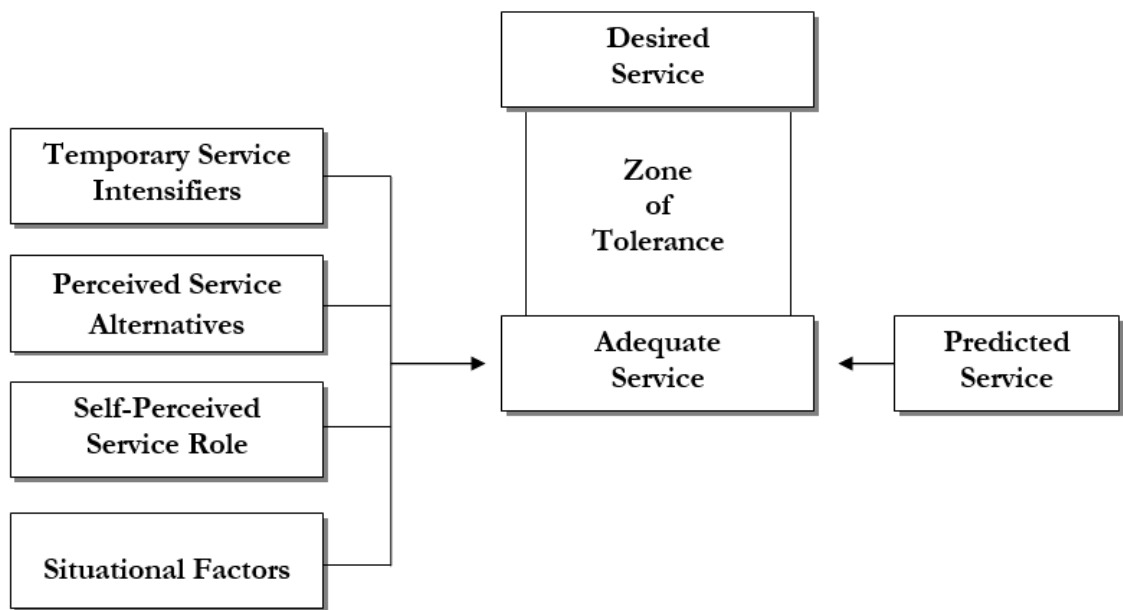 Desired
Service
Temporary Service
Intensifiers
Zone
of
Tolerance
Perceived Service
Alternatives
Adequate
Service
Predicted
Service
Self-Perceived
Service Role
Situational Factors